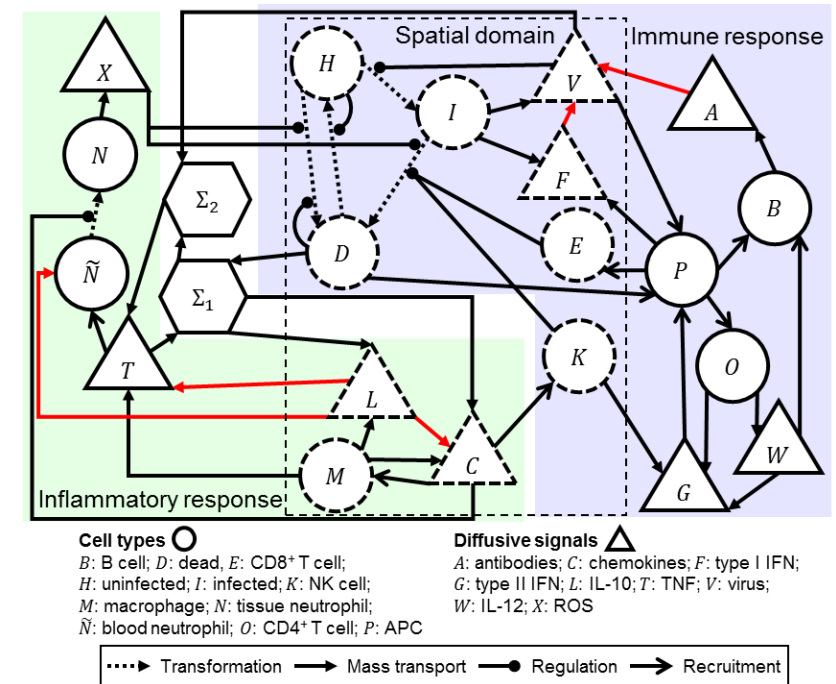 Spatial domain
Immune response
X
H
V
I
A
N
F
Σ₂
B
E
D
P
Ñ
Σ₁
K
O
T
L
M
C
W
G
Inflammatory response
Cell types
B: B cell; D: dead, E: CD8⁺ T cell;
H: uninfected; I: infected; K: NK cell;
M: macrophage; N: tissue neutrophil;
Ñ: blood neutrophil; O: CD4⁺ T cell; P: APC
Diffusive signals
A: antibodies; C: chemokines; F: type I IFN;
G: type II IFN; L: IL-10; T: TNF; V: virus;
W: IL-12; X: ROS
Transformation
Mass transport
Regulation
Recruitment